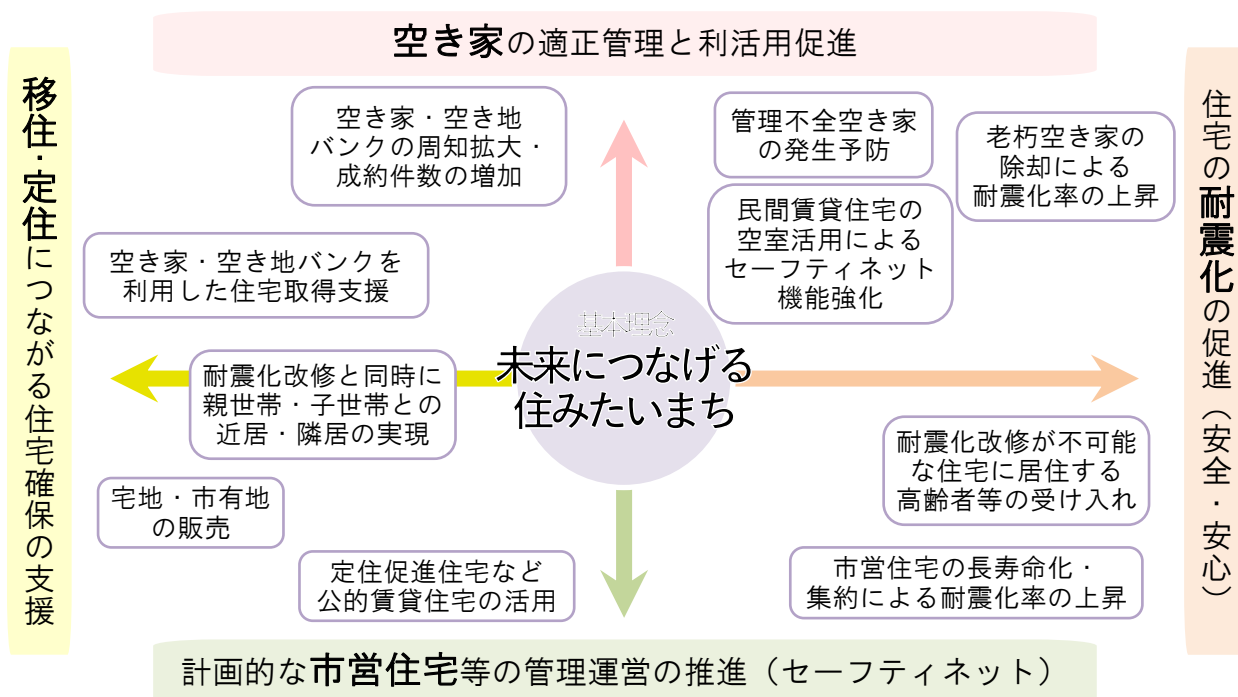 空き家の適正管理と利活用促進
移住・定住につながる住宅確保の支援
住宅の耐震化の促進（安全・安心）
空き家・空き地
バンクの周知拡大・
成約件数の増加
管理不全空き家
の発生予防
老朽空き家の
除却による
耐震化率の上昇
民間賃貸住宅の
空室活用による
セーフティネット
機能強化
空き家・空き地バンクを
利用した住宅取得支援
基本理念
未来につなげる
住みたいまち
耐震化改修と同時に
親世帯・子世帯との
近居・隣居の実現
耐震化改修が不可能
な住宅に居住する
高齢者等の受け入れ
宅地・市有地
の販売
定住促進住宅など
公的賃貸住宅の活用
市営住宅の長寿命化・
集約による耐震化率の上昇
計画的な市営住宅等の管理運営の推進（セーフティネット）